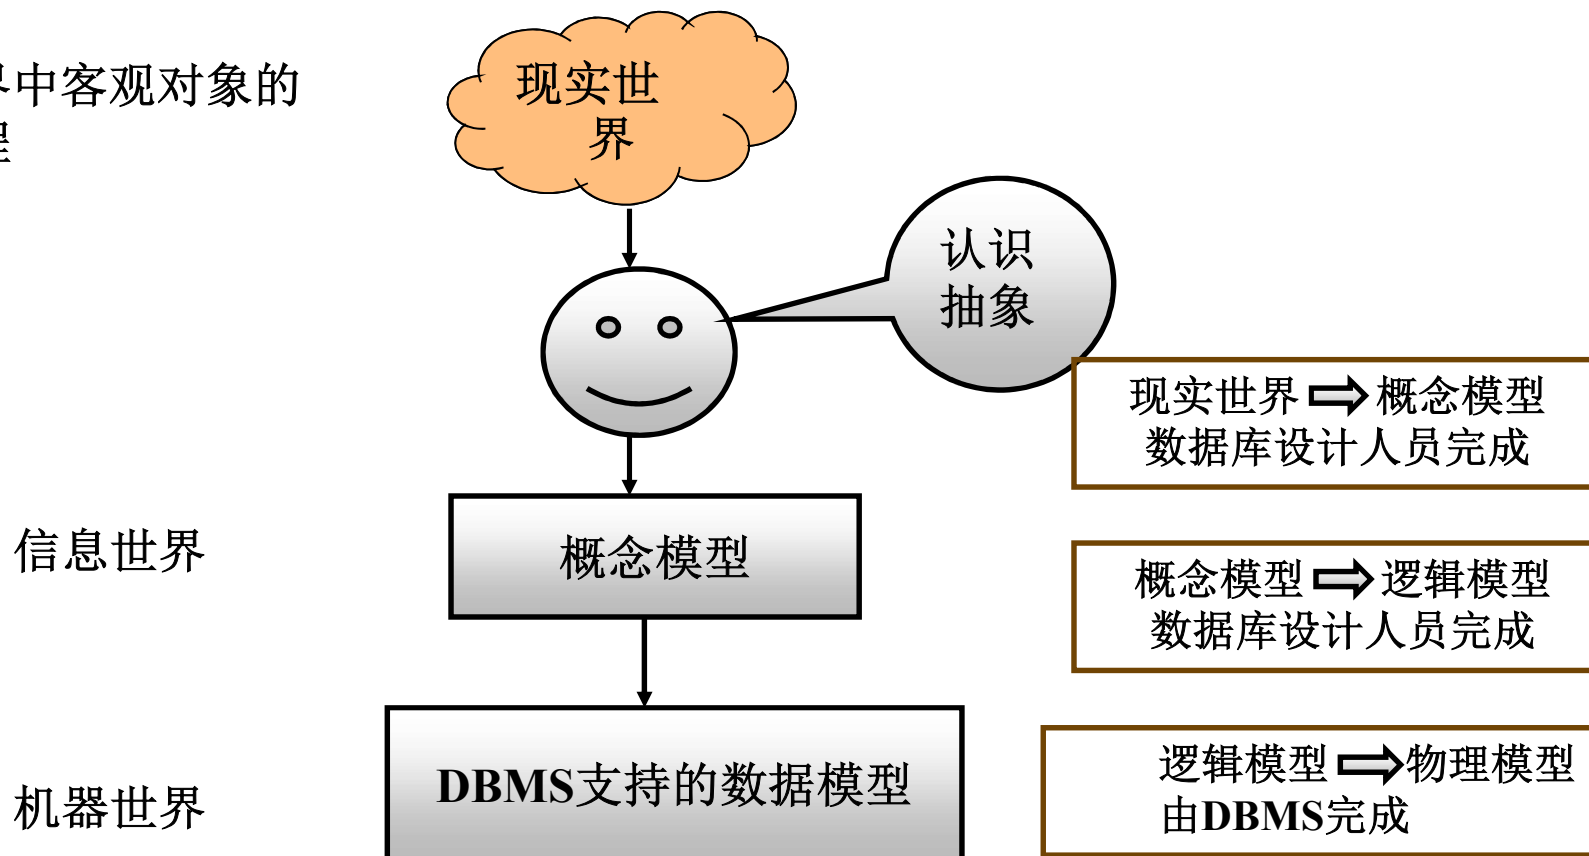 界中客观对象的
程
现实世
界
认识
抽象
现实世界 概念模型
数据库设计人员完成
信息世界
概念模型
概念模型 逻辑模型
数据库设计人员完成
机器世界
DBMS支持的数据模型
逻辑模型 物理模型
由DBMS完成